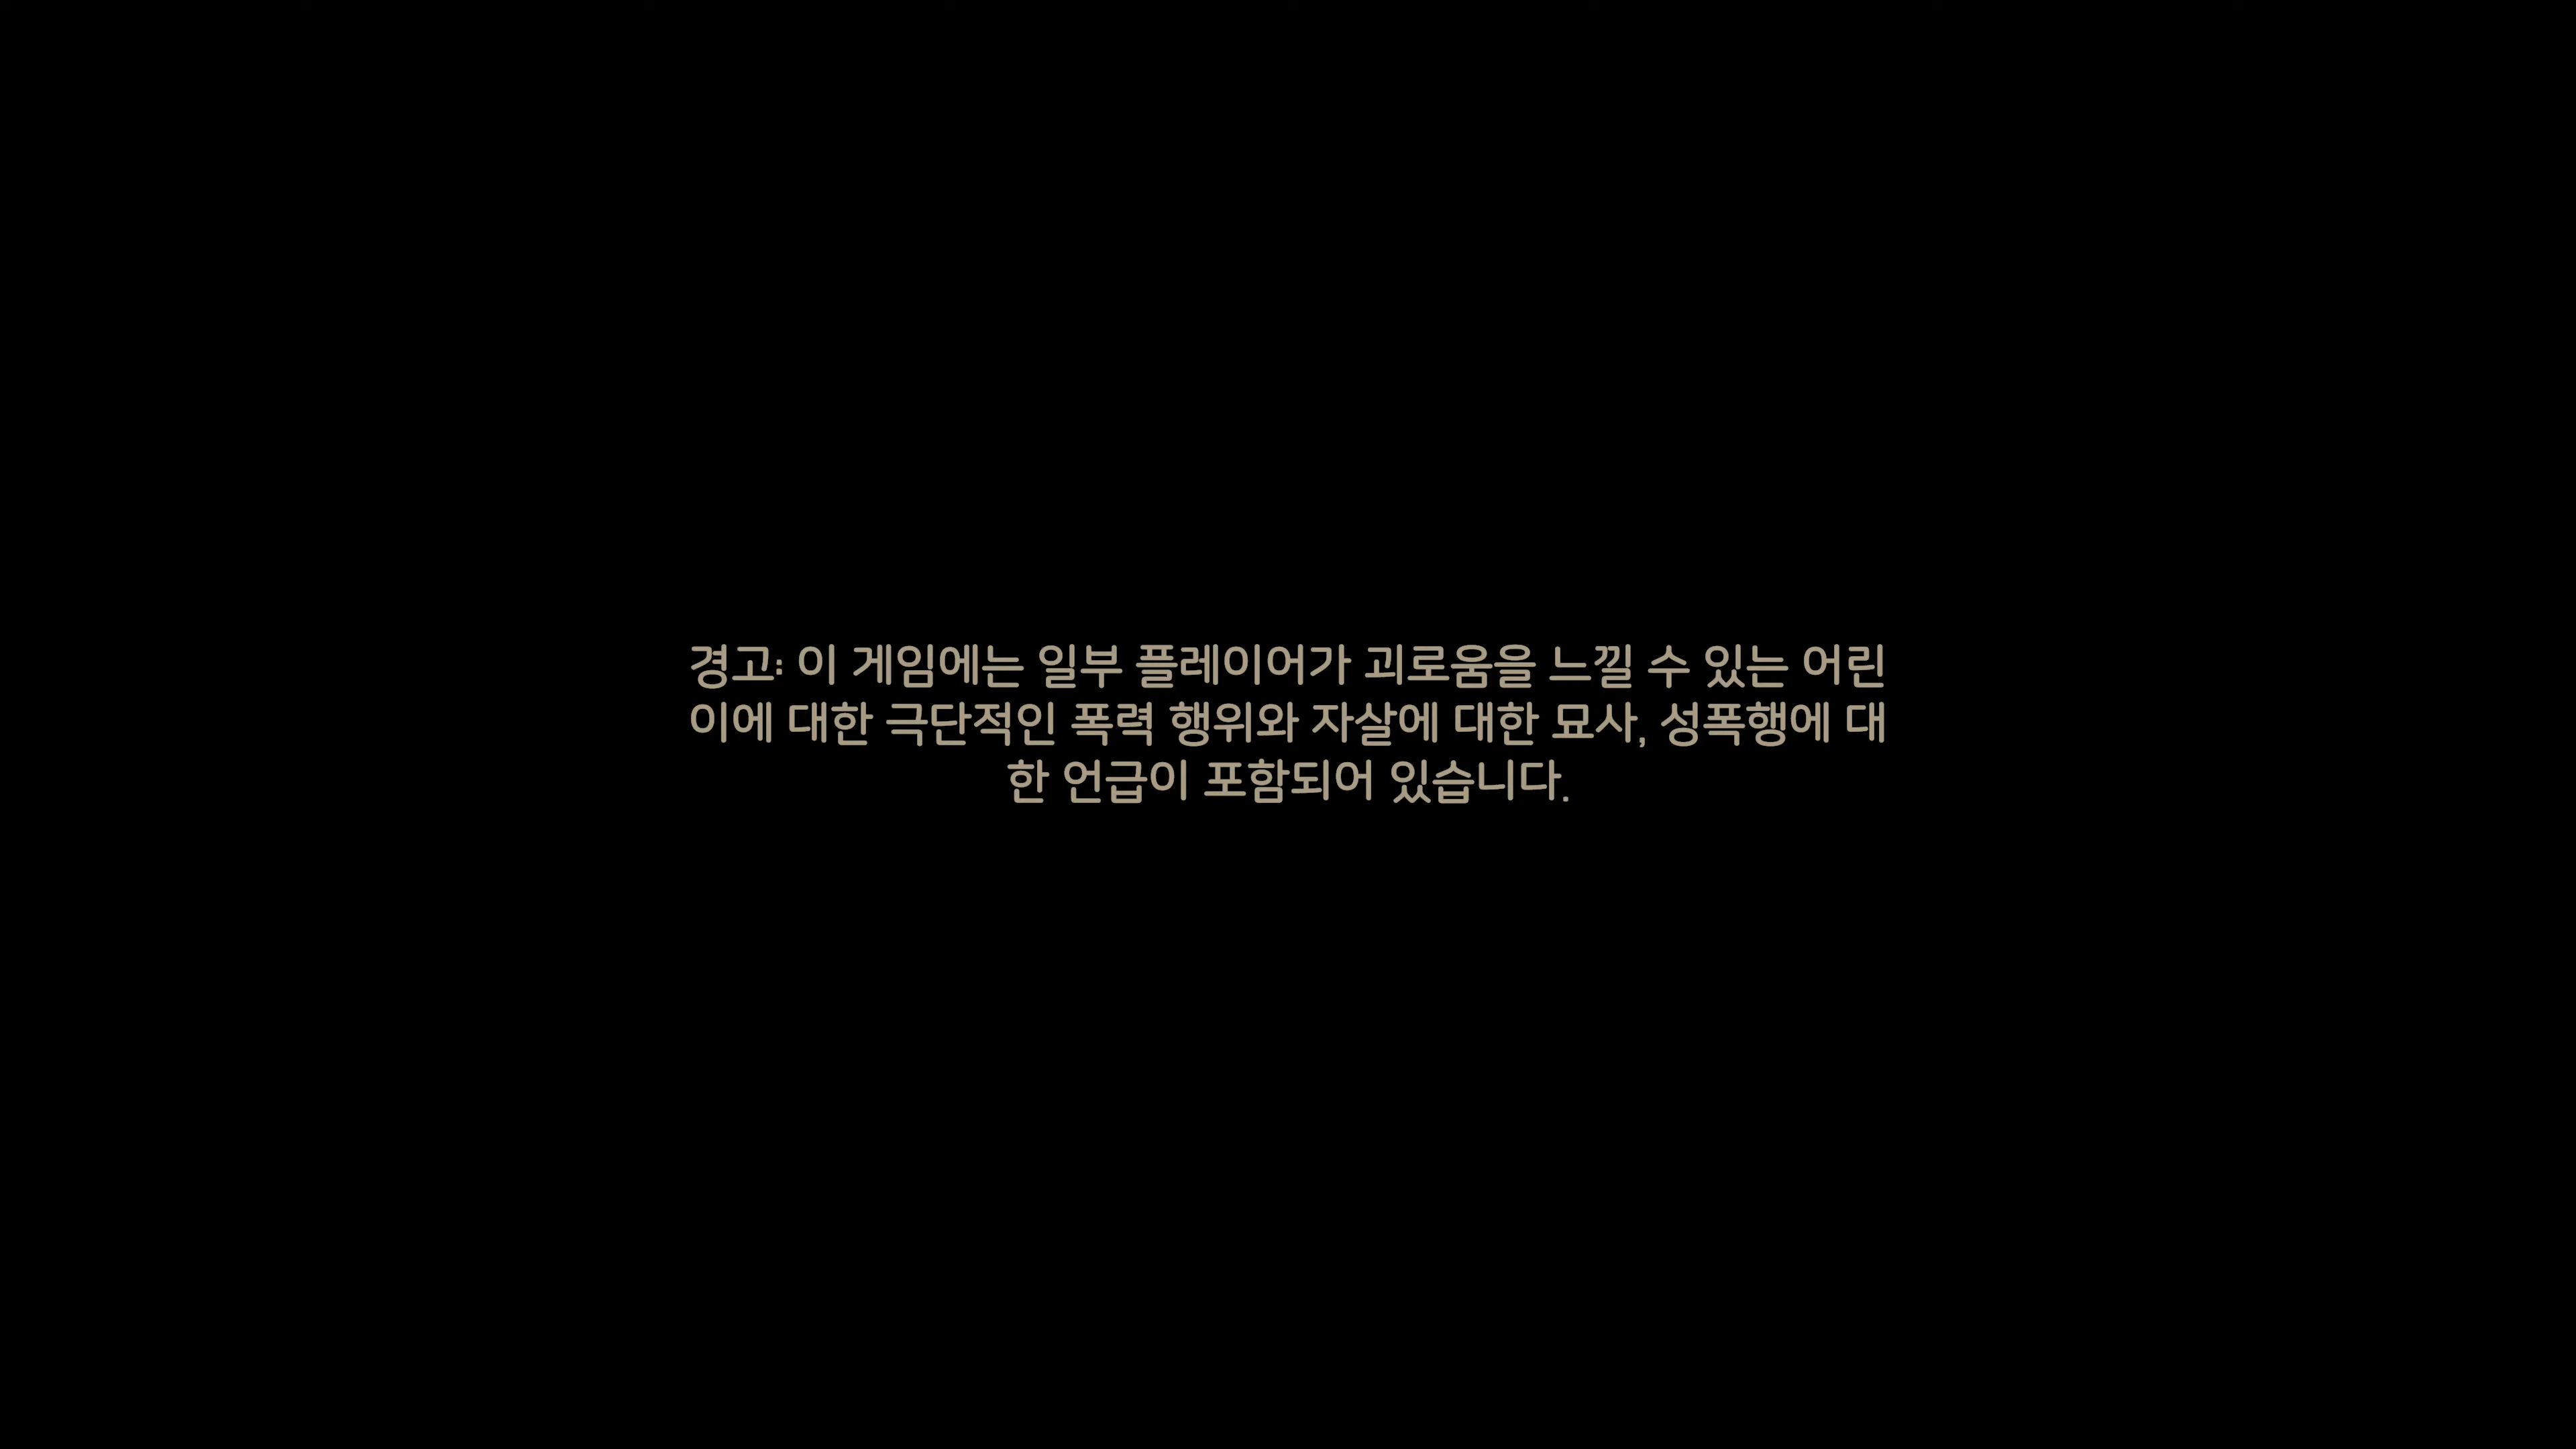 경고: 이 게임에는 일부 플레이어가 괴로움을 느낄 수 있는 어린
이에 대한 극단적인 폭력 행위와 자살에 대한 묘사, 성폭행에 대
한 언급이 포함되어 있습니다.